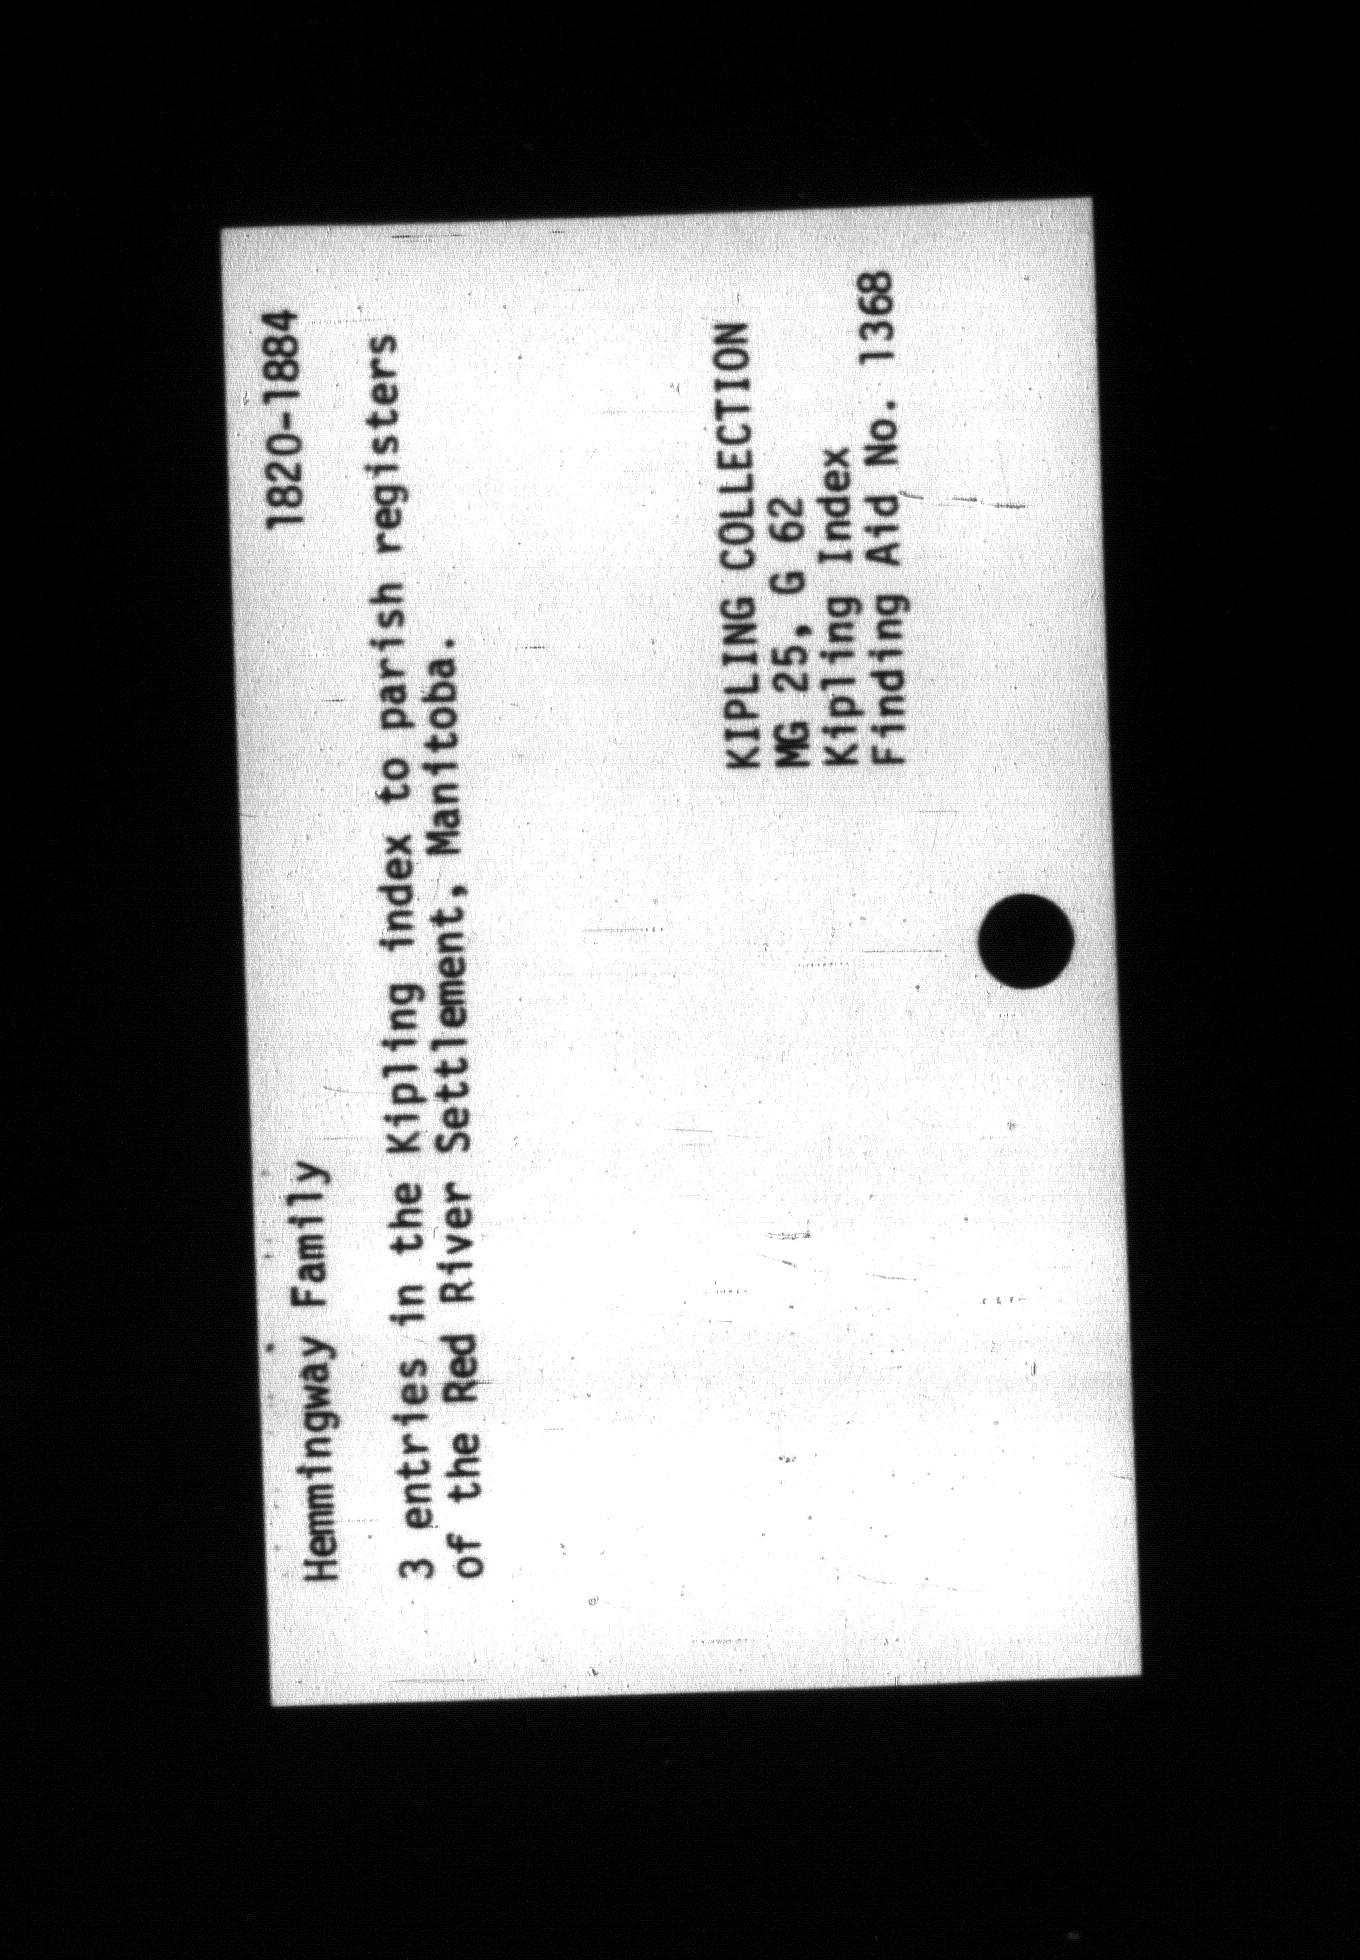 Hemmingway Family 1820-1884
3 entries in the Kipling index to parish registers
of the Red River Settlement, Manitoba.
KIPLING COLLECTION
MG 25, G 62
Kipling Index
Finding Aid No. 1368